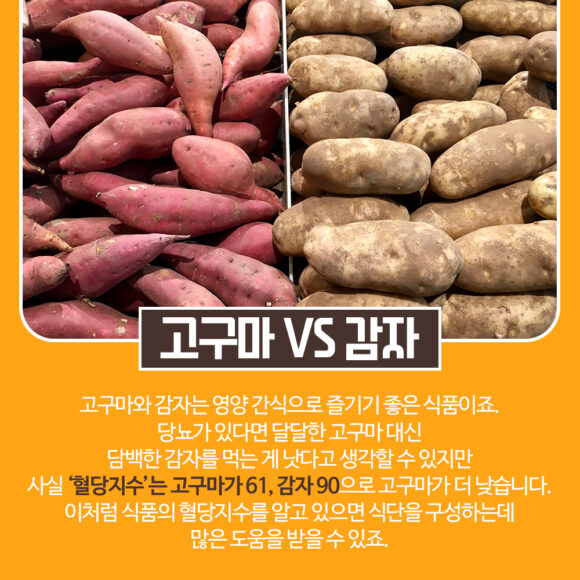 고구마 VS 감자
고구마와 감자는 영양 간식으로 즐기기 좋은 식품이죠.
당뇨가 있다면 달달한 고구마 대신
담백한 감자를 먹는 게 낫다고 생각할 수 있지만
사실 ‘혈당지수’는 고구마가 61, 감자 90으로 고구마가 더 낮습니다.
이처럼 식품의 혈당지수를 알고 있으면 식단을 구성하는데
많은 도움을 받을 수 있죠.